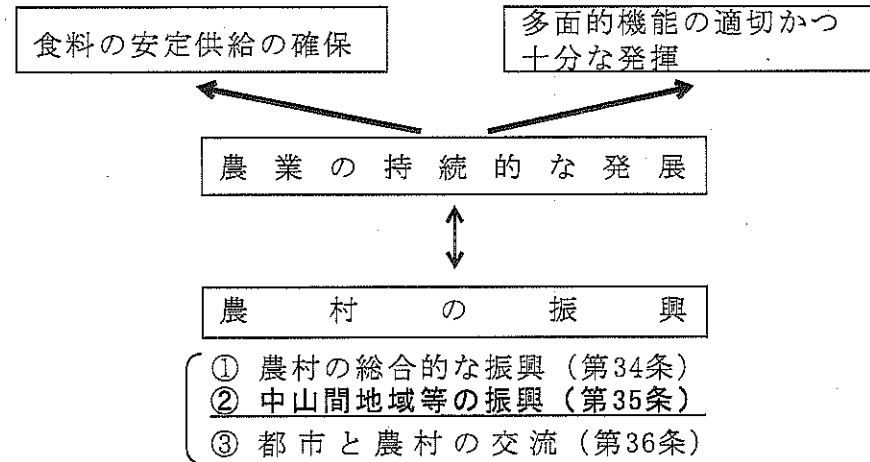 食料の安定供給の確保
多面的機能の適切かつ
十分な発揮
農業の持続的な発展
農村の振興
① 農村の総合的な振興（第34条）
② 中山間地域等の振興（第35条）
③ 都市と農村の交流（第36条）